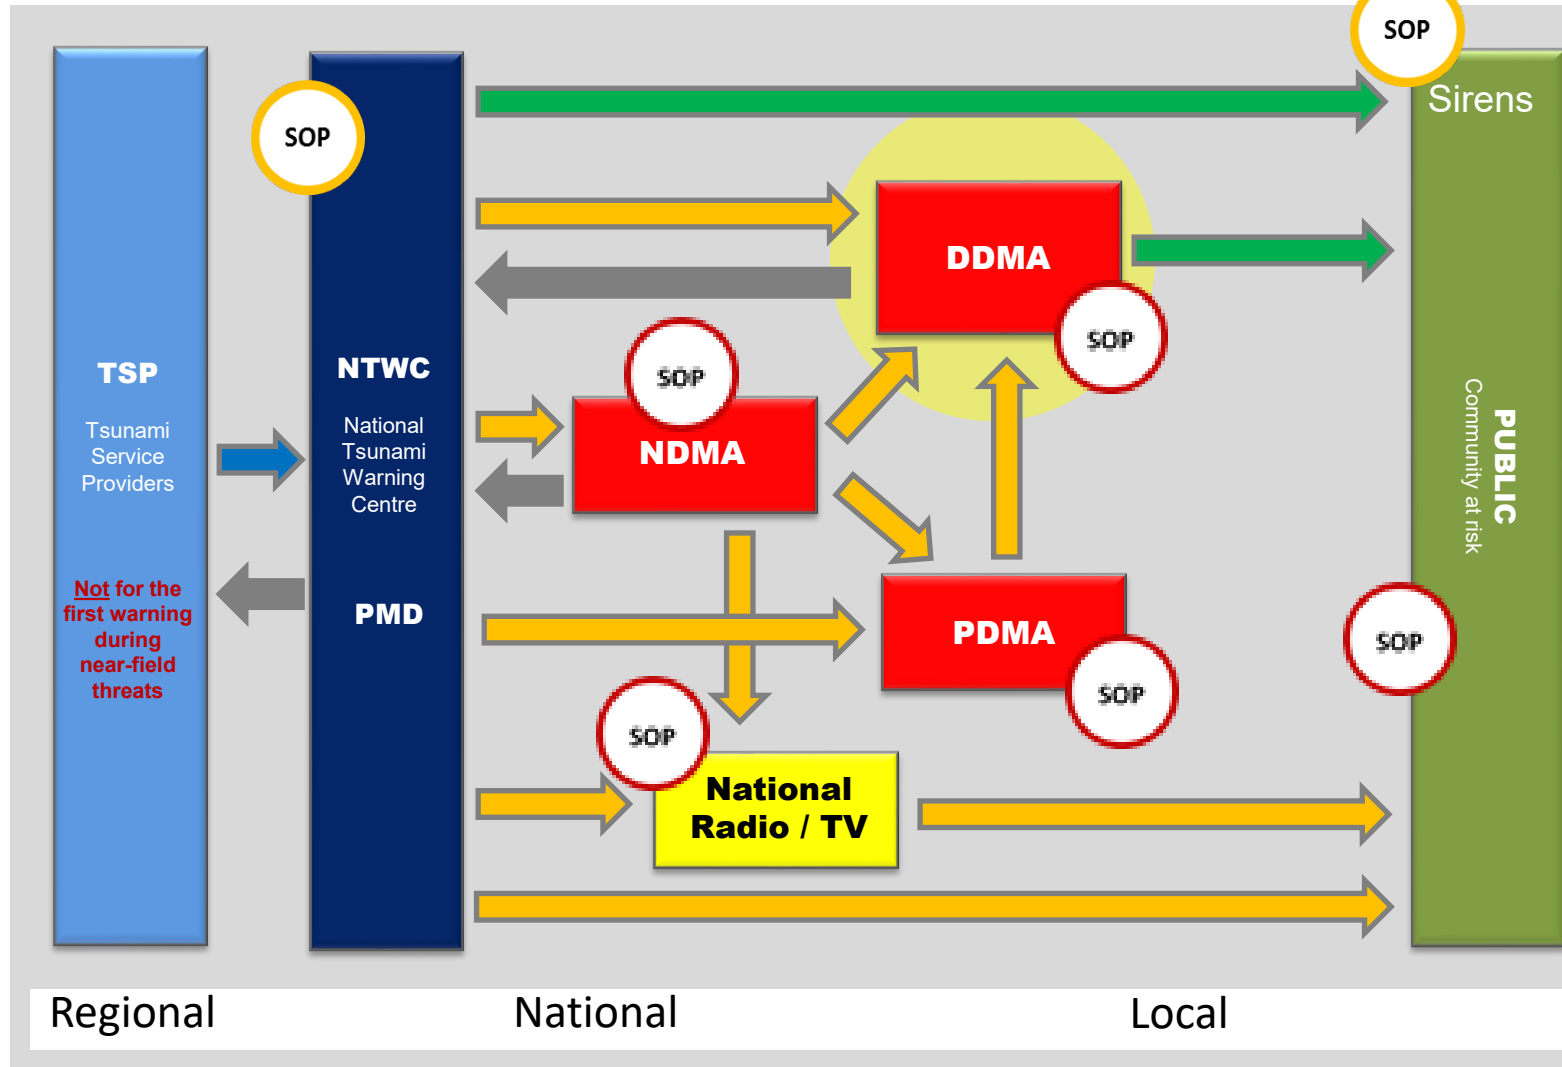 SOP
Sirens
SOP
TSP
Tsunami
Service
Providers
Not for the
first warning
during
near-field
threats
NTWC
National
Tsunami
Warning
Centre
PMD
DDMA
SOP
SOP
NDMA
PDMA
SOP
SOP
National
Radio / TV
PUBLIC
Community at risk
SOP
Regional
National
Local